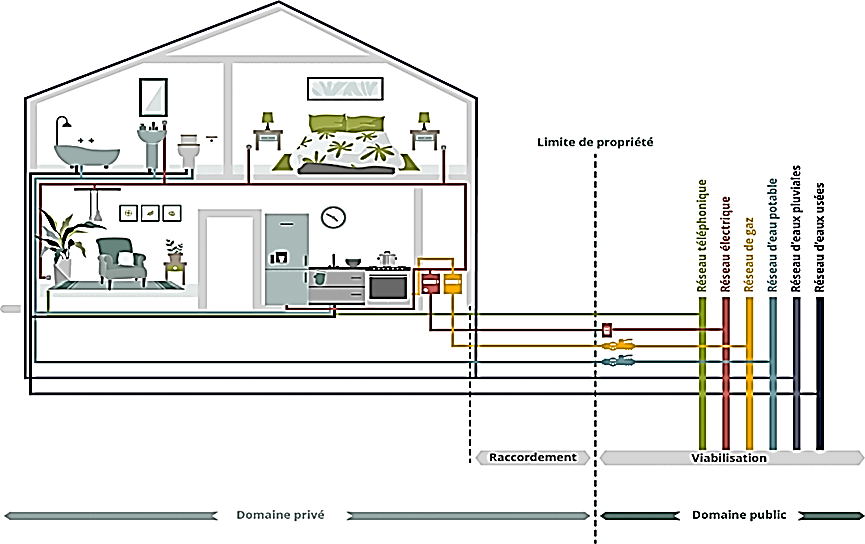 Limite de propriété
Réseau téléphonique
Réseau électrique
Réseau de gaz
Réseau d'eau potable
Réseau d'eaux pluviales
Réseau d'eaux usées
Raccordement
Viabilisation
Domaine privé
Domaine public